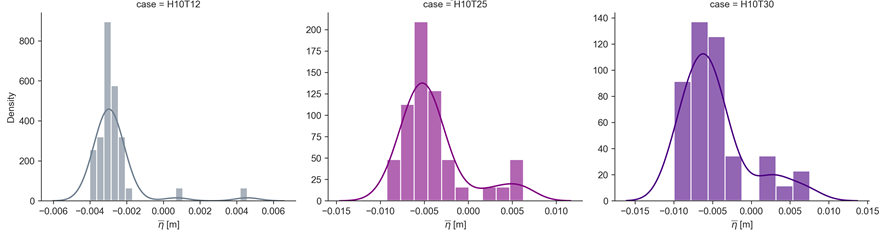 case = H10T12
case = H10T25
case = H10T30
Density
800
600
400
200
0
−0.006 −0.004 −0.002 0.000 0.002 0.004 0.006
η̅ [m]
200
175
150
125
100
75
50
25
0
−0.015 −0.010 −0.005 0.000 0.005 0.010
η̅ [m]
140
120
100
80
60
40
20
0
−0.015 −0.010 −0.005 0.000 0.005 0.010 0.015
η̅ [m]